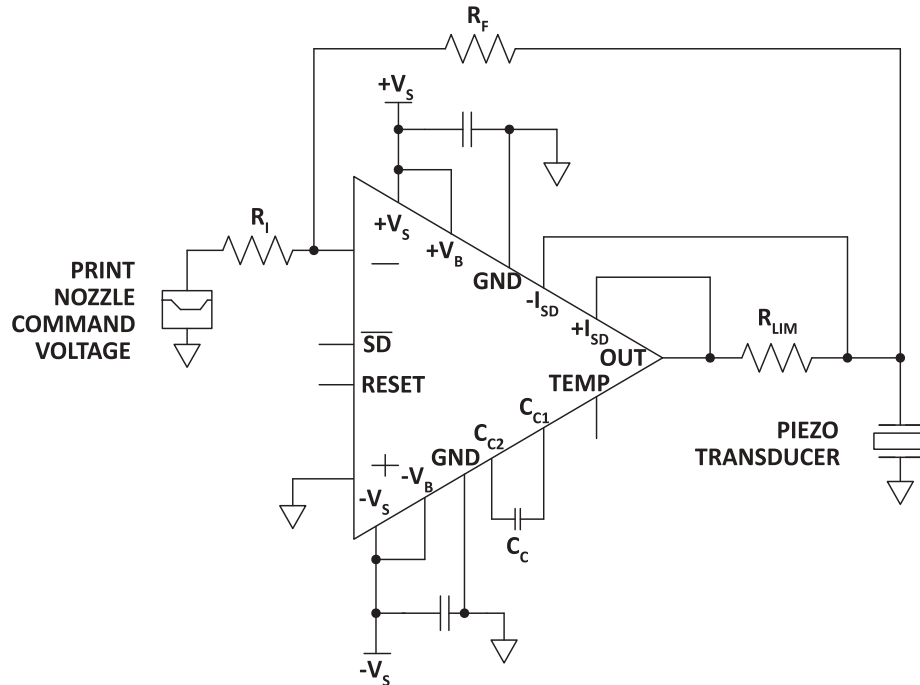 R_F
+V_S
R_I
+V_S
+V_B
GND
-I_SD
+I_SD
R_LIM
PRINT
NOZZLE
COMMAND
VOLTAGE
—
S̅D̅
RESET
OUT
TEMP
C_C1
C_C2
GND
+
-V_B
-V_S
C_C
PIEZO
TRANSDUCER
-V_S